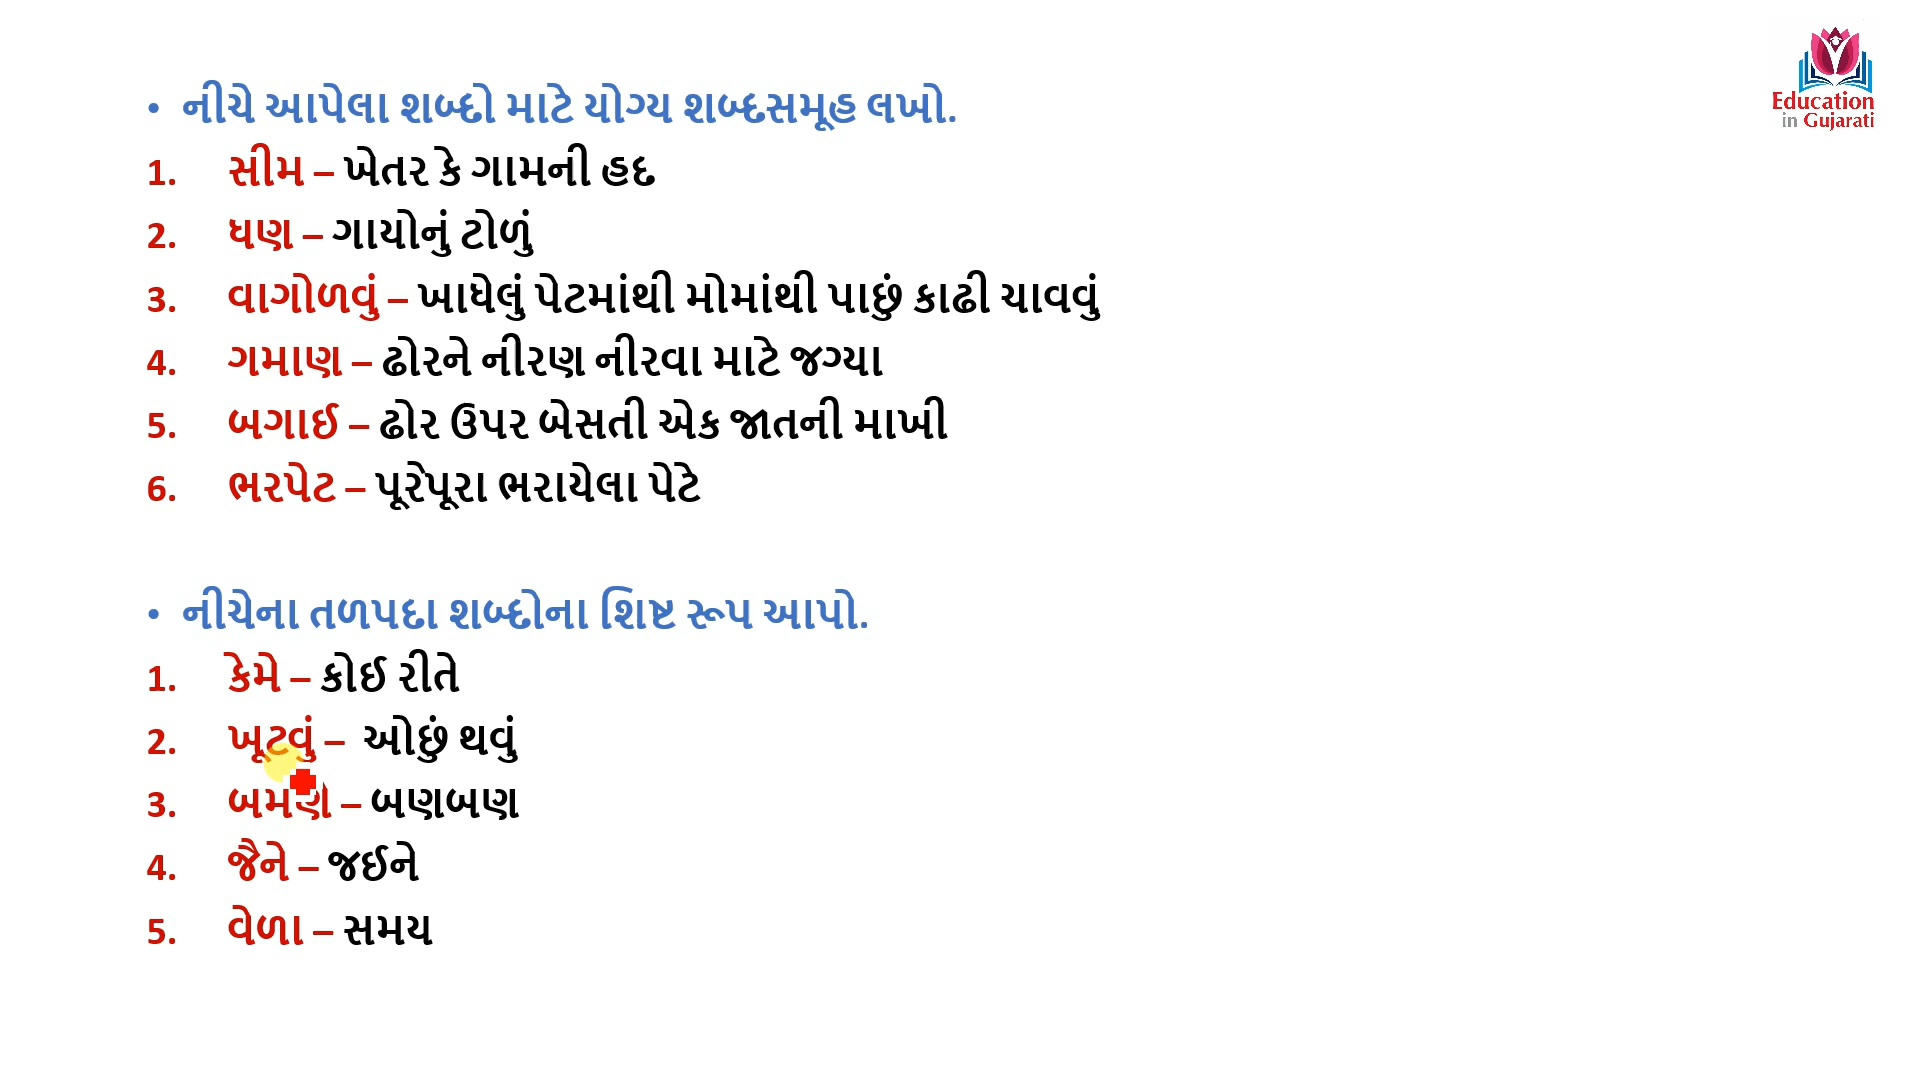 Education
in Gujarati
• નીચે આપેલા શબ્દો માટે યોગ્ય શબ્દસમૂહ લખો.
1. સીમ – ખેતર કે ગામની હદ
2. ધણ – ગાયોનું ટોળું
3. વાગોળવું – ખાધેલું પેટમાંથી મોમાંથી પાછું કાઢી ચાવવું
4. ગમાણ – ઢોરને નીરણ નીરવા માટે જગ્યા
5. બગાઈ – ઢોર ઉપર બેસતી એક જાતની માખી
6. ભરપેટ – પૂરેપૂરા ભરાયેલા પેટે
• નીચેના તળપદા શબ્દોના શિષ્ટ રૂપ આપો.
1. કેમે – કોઈ રીતે
2. ખૂટવું – ઓછું થવું
3. – બણબણ
4. જૈને – જઈને
5. વેળા – સમય